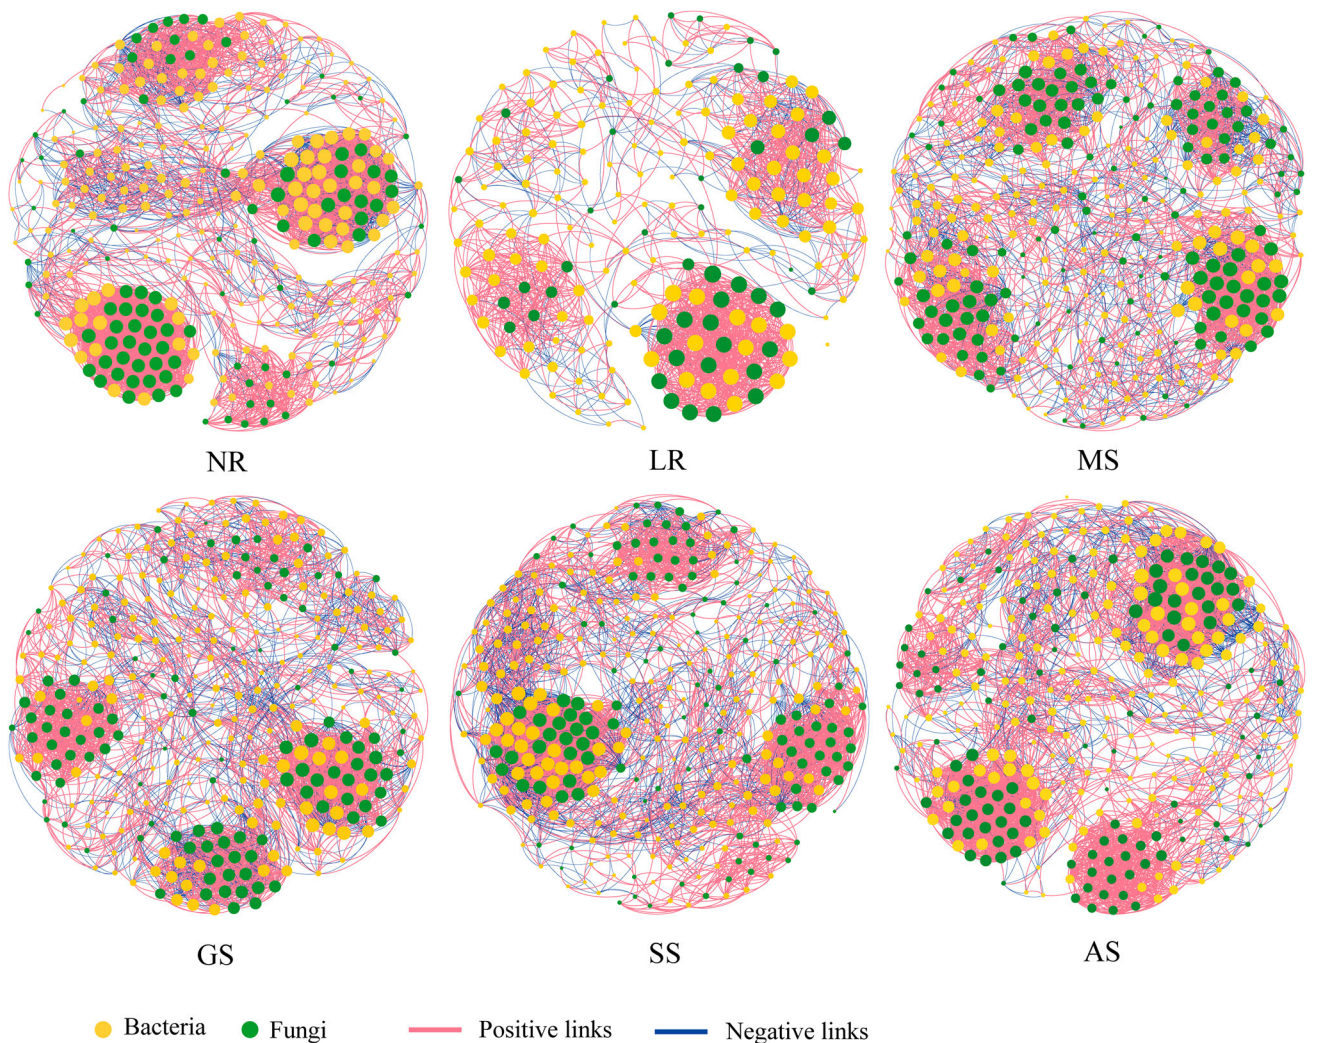 NR
LR
MS
GS
SS
AS
Bacteria
Fungi
Positive links
Negative links